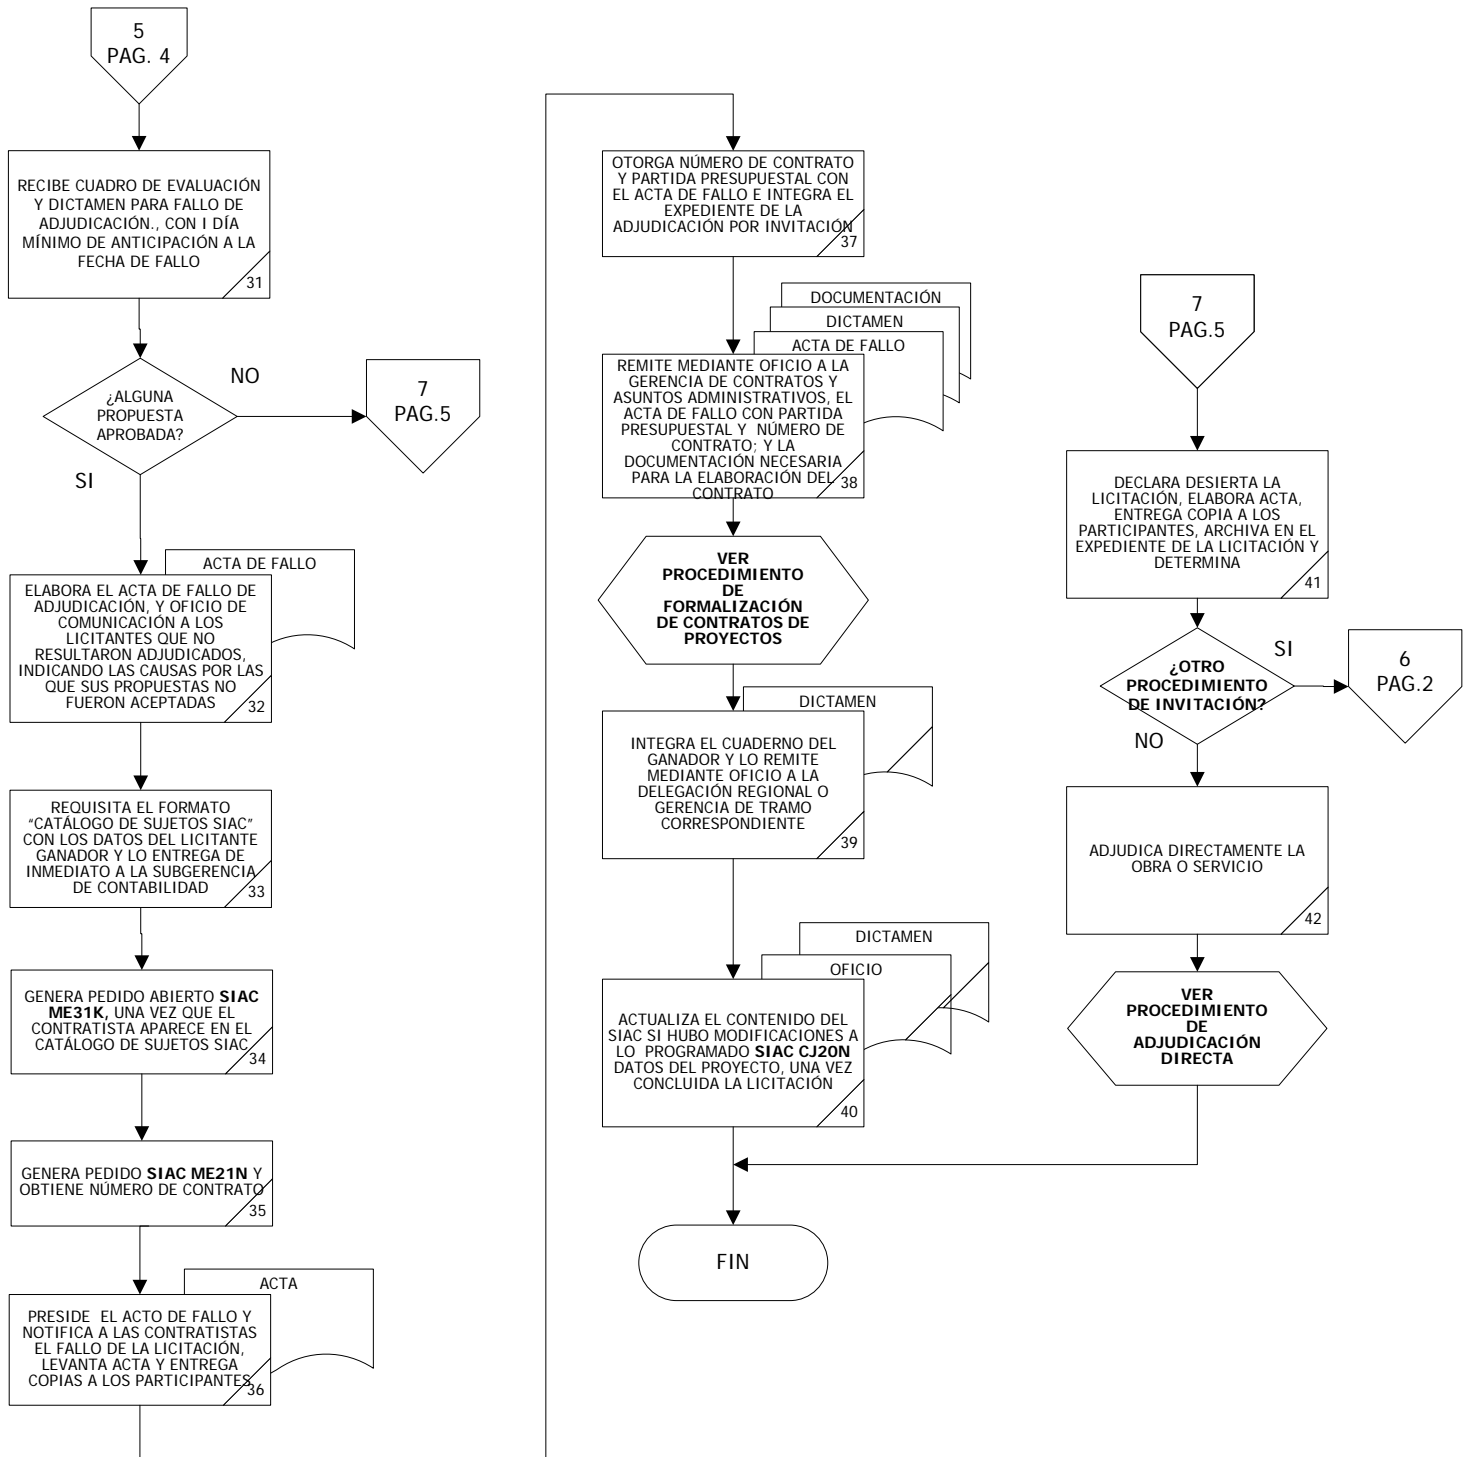 5
PAG. 4
RECIBE CUADRO DE EVALUACIÓN
Y DICTAMEN PARA FALLO DE
ADJUDICACIÓN., CON I DÍA
MÍNIMO DE ANTICIPACIÓN A LA
FECHA DE FALLO
31
¿ALGUNA
PROPUESTA
APROBADA?
NO
7
PAG.5
SI
ACTA DE FALLO
ELABORA EL ACTA DE FALLO DE
ADJUDICACIÓN, Y OFICIO DE
COMUNICACIÓN A LOS
LICITANTES QUE NO
RESULTARON ADJUDICADOS,
INDICANDO LAS CAUSAS POR LAS
QUE SUS PROPUESTAS NO
FUERON ACEPTADAS
32
REQUISITA EL FORMATO
“CATÁLOGO DE SUJETOS SIAC”
CON LOS DATOS DEL LICITANTE
GANADOR Y LO ENTREGA DE
INMEDIATO A LA SUBGERENCIA
DE CONTABILIDAD
33
GENERA PEDIDO ABIERTO SIAC
ME31K, UNA VEZ QUE EL
CONTRATISTA APARECE EN EL
CATÁLOGO DE SUJETOS SIAC
34
GENERA PEDIDO SIAC ME21N Y
OBTIENE NÚMERO DE CONTRATO
35
ACTA
PRESIDE EL ACTO DE FALLO Y
NOTIFICA A LAS CONTRATISTAS
EL FALLO DE LA LICITACIÓN,
LEVANTA ACTA Y ENTREGA
COPIAS A LOS PARTICIPANTES
36
OTORGA NÚMERO DE CONTRATO
Y PARTIDA PRESUPUESTAL CON
EL ACTA DE FALLO E INTEGRA EL
EXPEDIENTE DE LA
ADJUDICACIÓN POR INVITACIÓN
37
DOCUMENTACIÓN
DICTAMEN
ACTA DE FALLO
REMITE MEDIANTE OFICIO A LA
GERENCIA DE CONTRATOS Y
ASUNTOS ADMINISTRATIVOS, EL
ACTA DE FALLO CON PARTIDA
PRESUPUESTAL Y NÚMERO DE
CONTRATO; Y LA
DOCUMENTACIÓN NECESARIA
PARA LA ELABORACIÓN DEL
CONTRATO
38
VER
PROCEDIMIENTO
DE
FORMALIZACIÓN
DE CONTRATOS DE
PROYECTOS
DICTAMEN
INTEGRA EL CUADERNO DEL
GANADOR Y LO REMITE
MEDIANTE OFICIO A LA
DELEGACIÓN REGIONAL O
GERENCIA DE TRAMO
CORRESPONDIENTE
39
DICTAMEN
OFICIO
ACTUALIZA EL CONTENIDO DEL
SIAC SI HUBO MODIFICACIONES A
LO PROGRAMADO SIAC CJ20N
DATOS DEL PROYECTO, UNA VEZ
CONCLUIDA LA LICITACIÓN
40
FIN
7
PAG.5
DECLARA DESIERTA LA
LICITACIÓN, ELABORA ACTA,
ENTREGA COPIA A LOS
PARTICIPANTES, ARCHIVA EN EL
EXPEDIENTE DE LA LICITACIÓN Y
DETERMINA
41
¿OTRO
PROCEDIMIENTO
DE INVITACIÓN?
SI
6
PAG.2
NO
ADJUDICA DIRECTAMENTE LA
OBRA O SERVICIO
42
VER
PROCEDIMIENTO
DE
ADJUDICACIÓN
DIRECTA